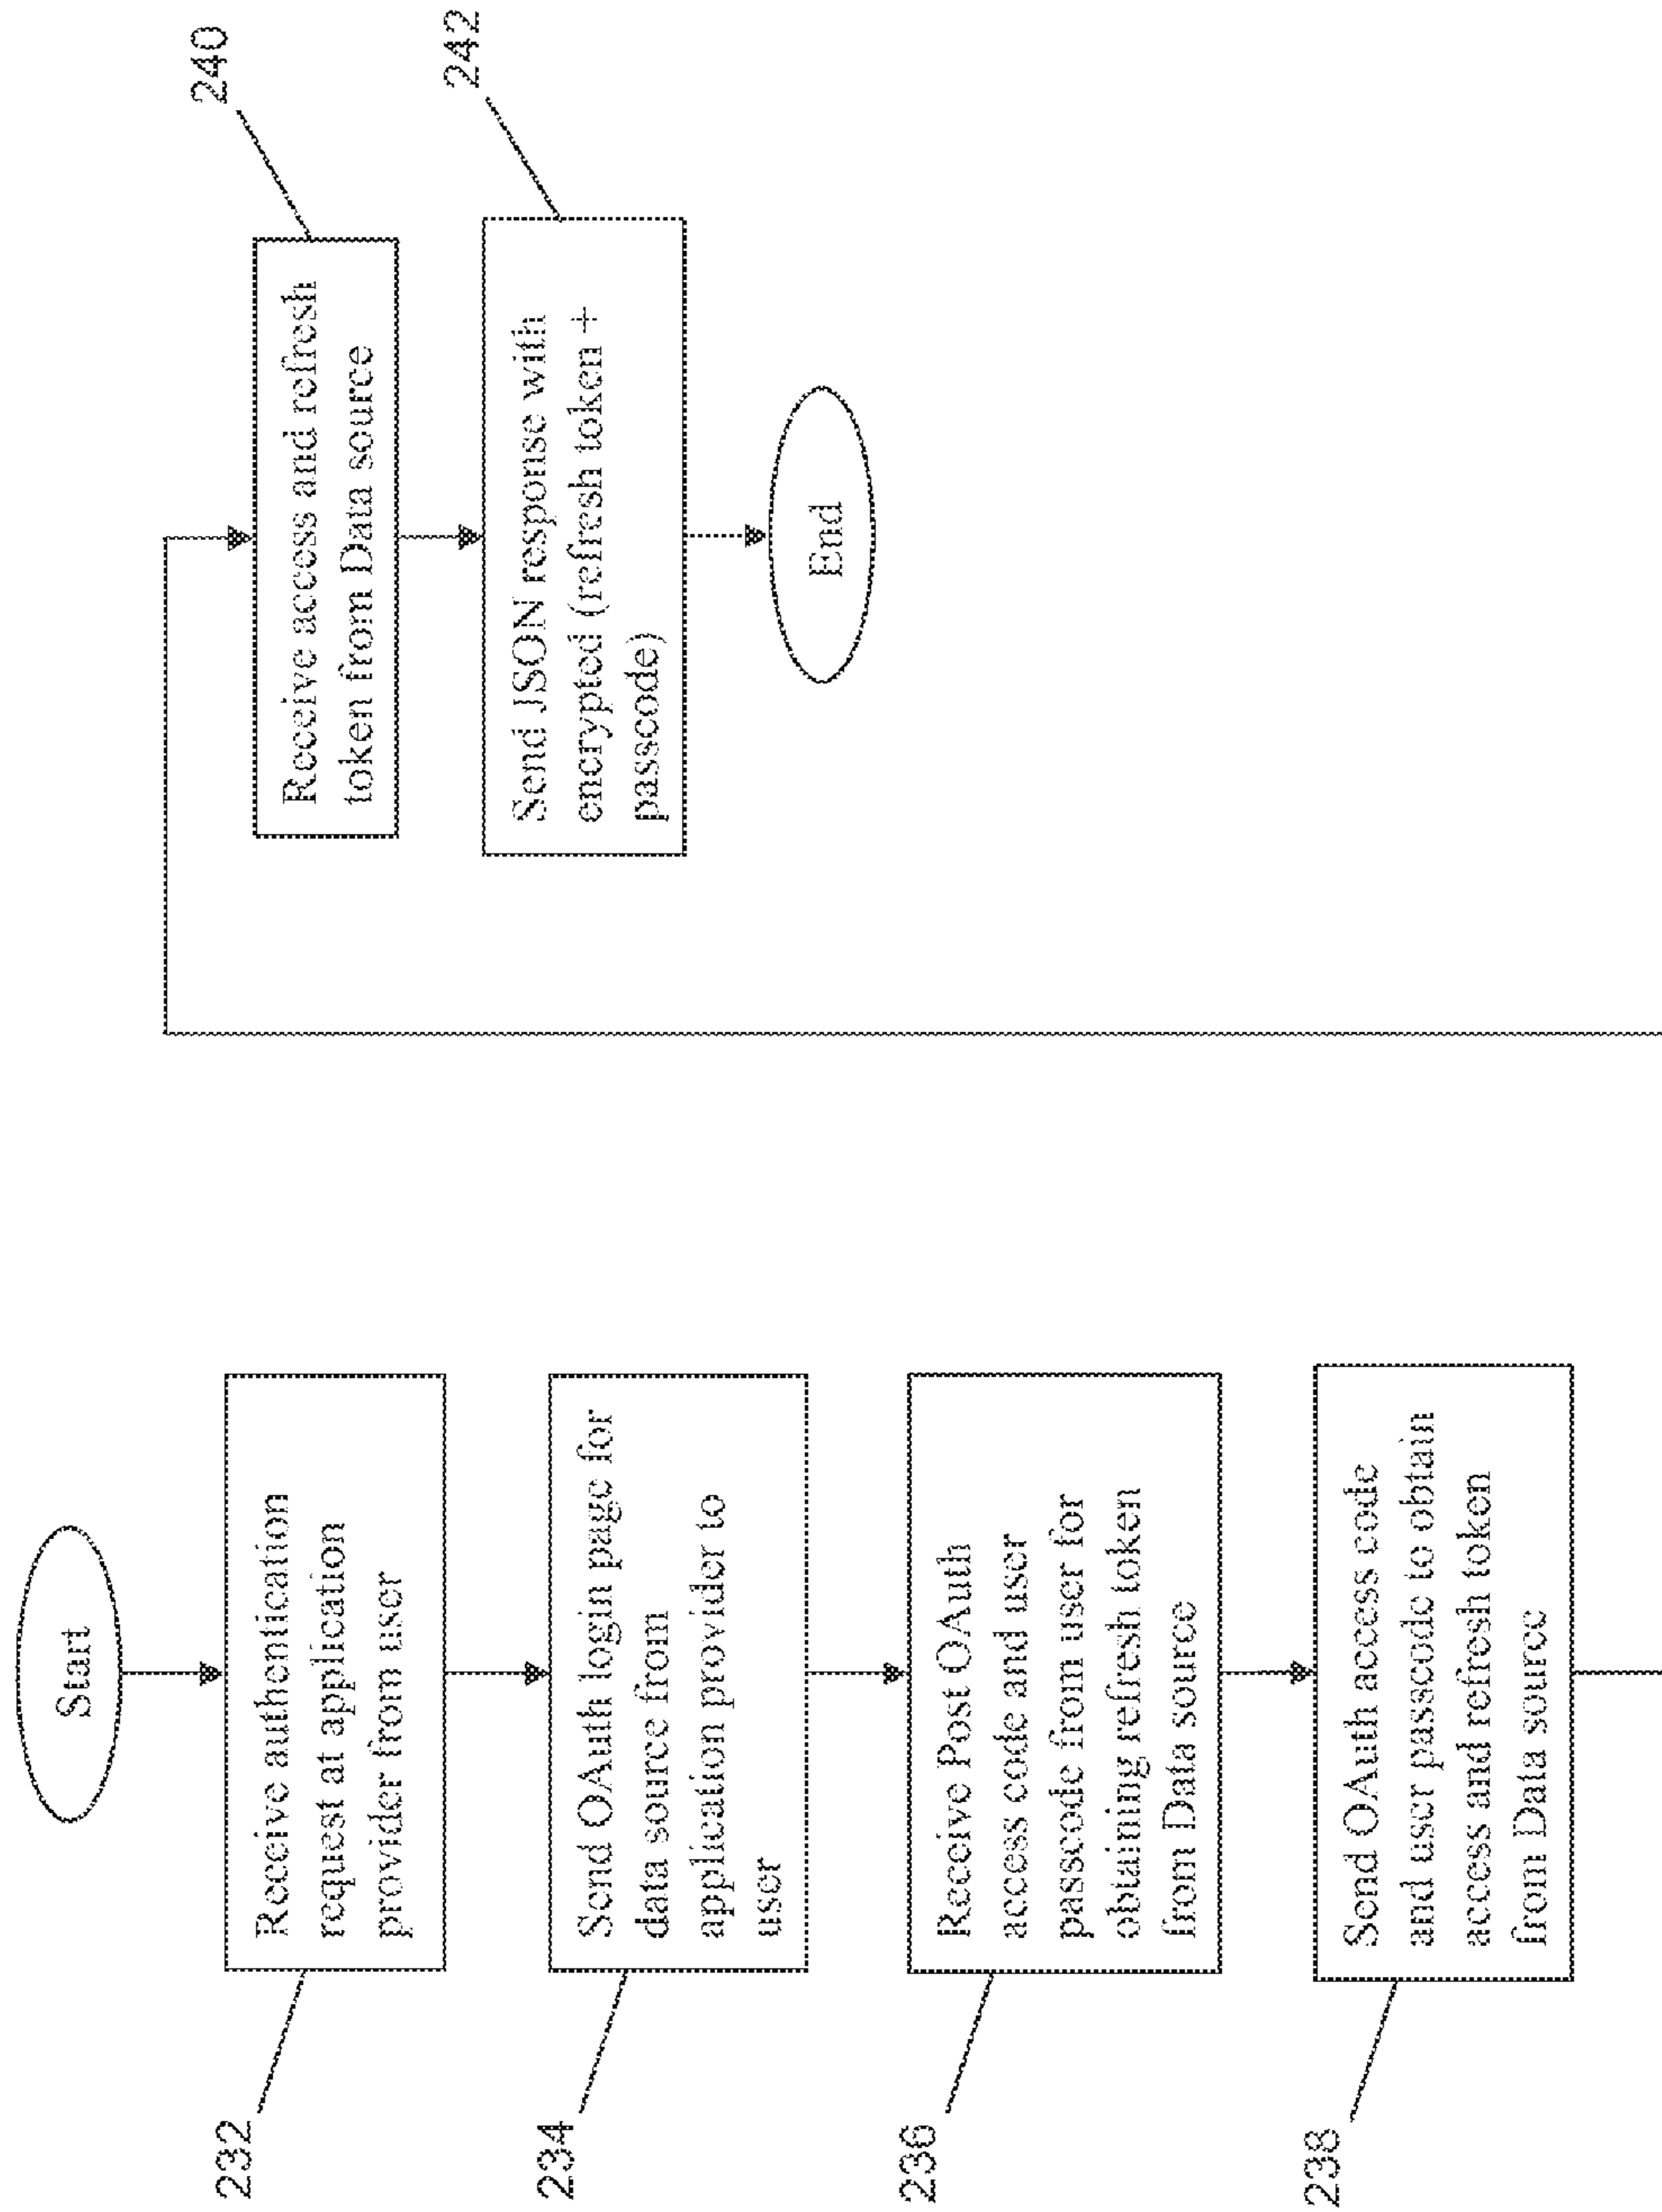 Start
232
Receive authentication
request at application
provider from user
234
Send OAuth login page for
data source from
application provider to
user
236
Receive Post OAuth
access code and user
passcode from user for
obtaining refresh token
from Data source
238
Send OAuth access code
and user passcode to obtain
access and refresh token
from Data source
240
Receive access and refresh
token from Data source
242
Send JSON response with
encrypted (refresh token +
passcode)
End